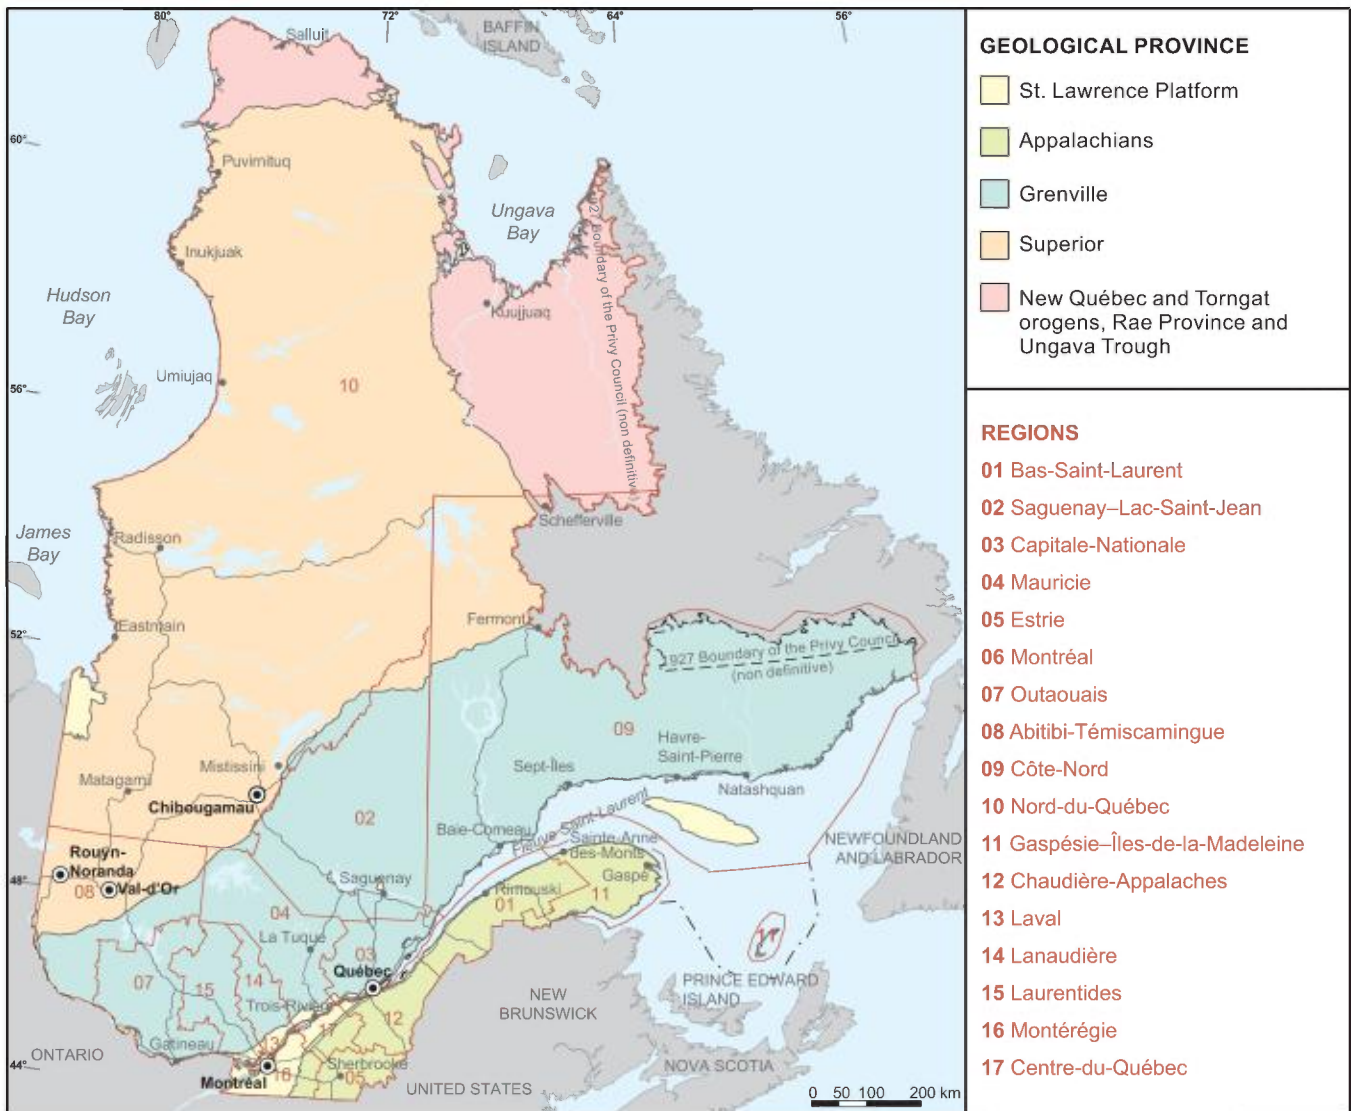 80°
72°
64°
56°
BAFFIN
ISLAND
Salluit
60°
Puvirnituq
Ungava
Bay
Inukjuak
Hudson
Bay
Kuujjuaq
1927 Boundary of the Privy Council (non definitive)
Umiujaq
56°
10
James
Bay
Radisson
Schefferville
Eastmain
52°
Fermont
1927 Boundary of the Privy Council
(non definitive)
09
Havre-
Saint-Pierre
Mistissini
Sept-Îles
Matagami
Natashquan
Chibougamau
02
Baie-Comeau
Fleuve Saint-Laurent
Sainte-Anne
des-Monts
NEWFOUNDLAND
AND LABRADOR
Rouyn-
Noranda
48°
08
Val-d'Or
Saguenay
Gaspé
Rimouski
01
11
04
La Tuque
03
11
Québec
07
15
14
PRINCE EDWARD
ISLAND
NEW
BRUNSWICK
Trois-Rivières
17
12
Gatineau
13
ONTARIO
44°
Sherbrooke
NOVA SCOTIA
Montréal
16
05
UNITED STATES
0 50 100 200 km
GEOLOGICAL PROVINCE
St. Lawrence Platform
Appalachians
Grenville
Superior
New Québec and Torngat
orogens, Rae Province and
Ungava Trough
REGIONS
01 Bas-Saint-Laurent
02 Saguenay–Lac-Saint-Jean
03 Capitale-Nationale
04 Mauricie
05 Estrie
06 Montréal
07 Outaouais
08 Abitibi-Témiscamingue
09 Côte-Nord
10 Nord-du-Québec
11 Gaspésie–Îles-de-la-Madeleine
12 Chaudière-Appalaches
13 Laval
14 Lanaudière
15 Laurentides
16 Montérégie
17 Centre-du-Québec